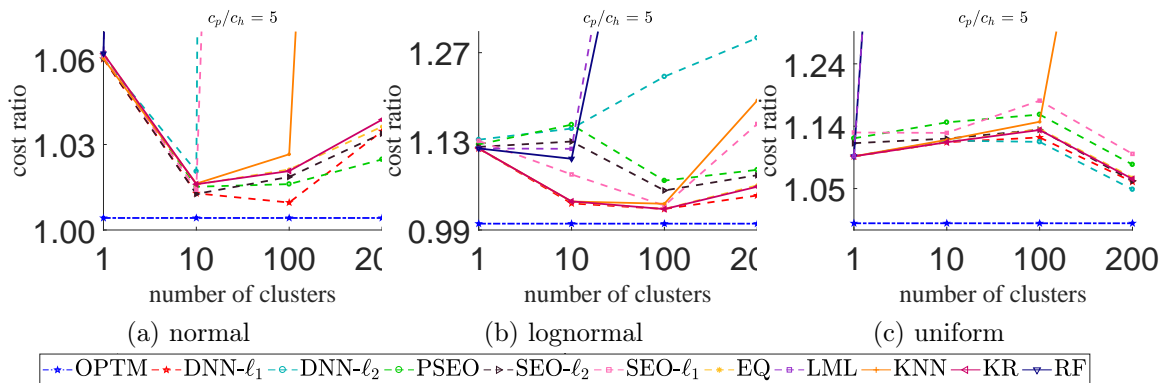 c_p/c_h = 5
1.06
1.03
1.00
cost ratio
1 10 100 20
number of clusters
(a) normal
c_p/c_h = 5
1.27
1.13
0.99
cost ratio
1 10 100 20
number of clusters
(b) lognormal
c_p/c_h = 5
1.24
1.14
1.05
cost ratio
1 10 100 200
number of clusters
(c) uniform
OPTM DNN-ℓ₁ DNN-ℓ₂ PSEO SEO-ℓ₂ SEO-ℓ₁ EQ LML KNN KR RF